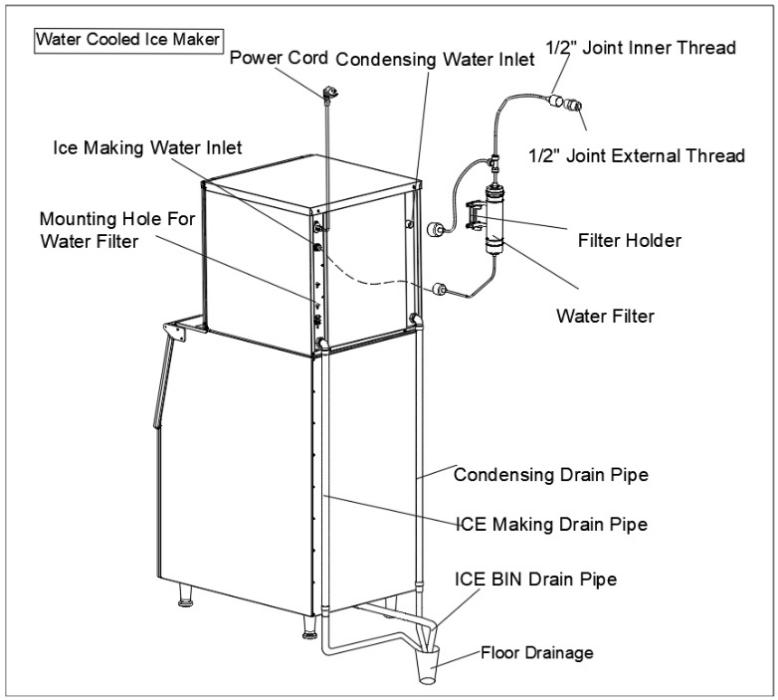 Water Cooled Ice Maker
Power Cord
Condensing Water Inlet
1/2" Joint Inner Thread
1/2" Joint External Thread
Ice Making Water Inlet
Mounting Hole For
Water Filter
Filter Holder
Water Filter
Condensing Drain Pipe
ICE Making Drain Pipe
ICE BIN Drain Pipe
Floor Drainage